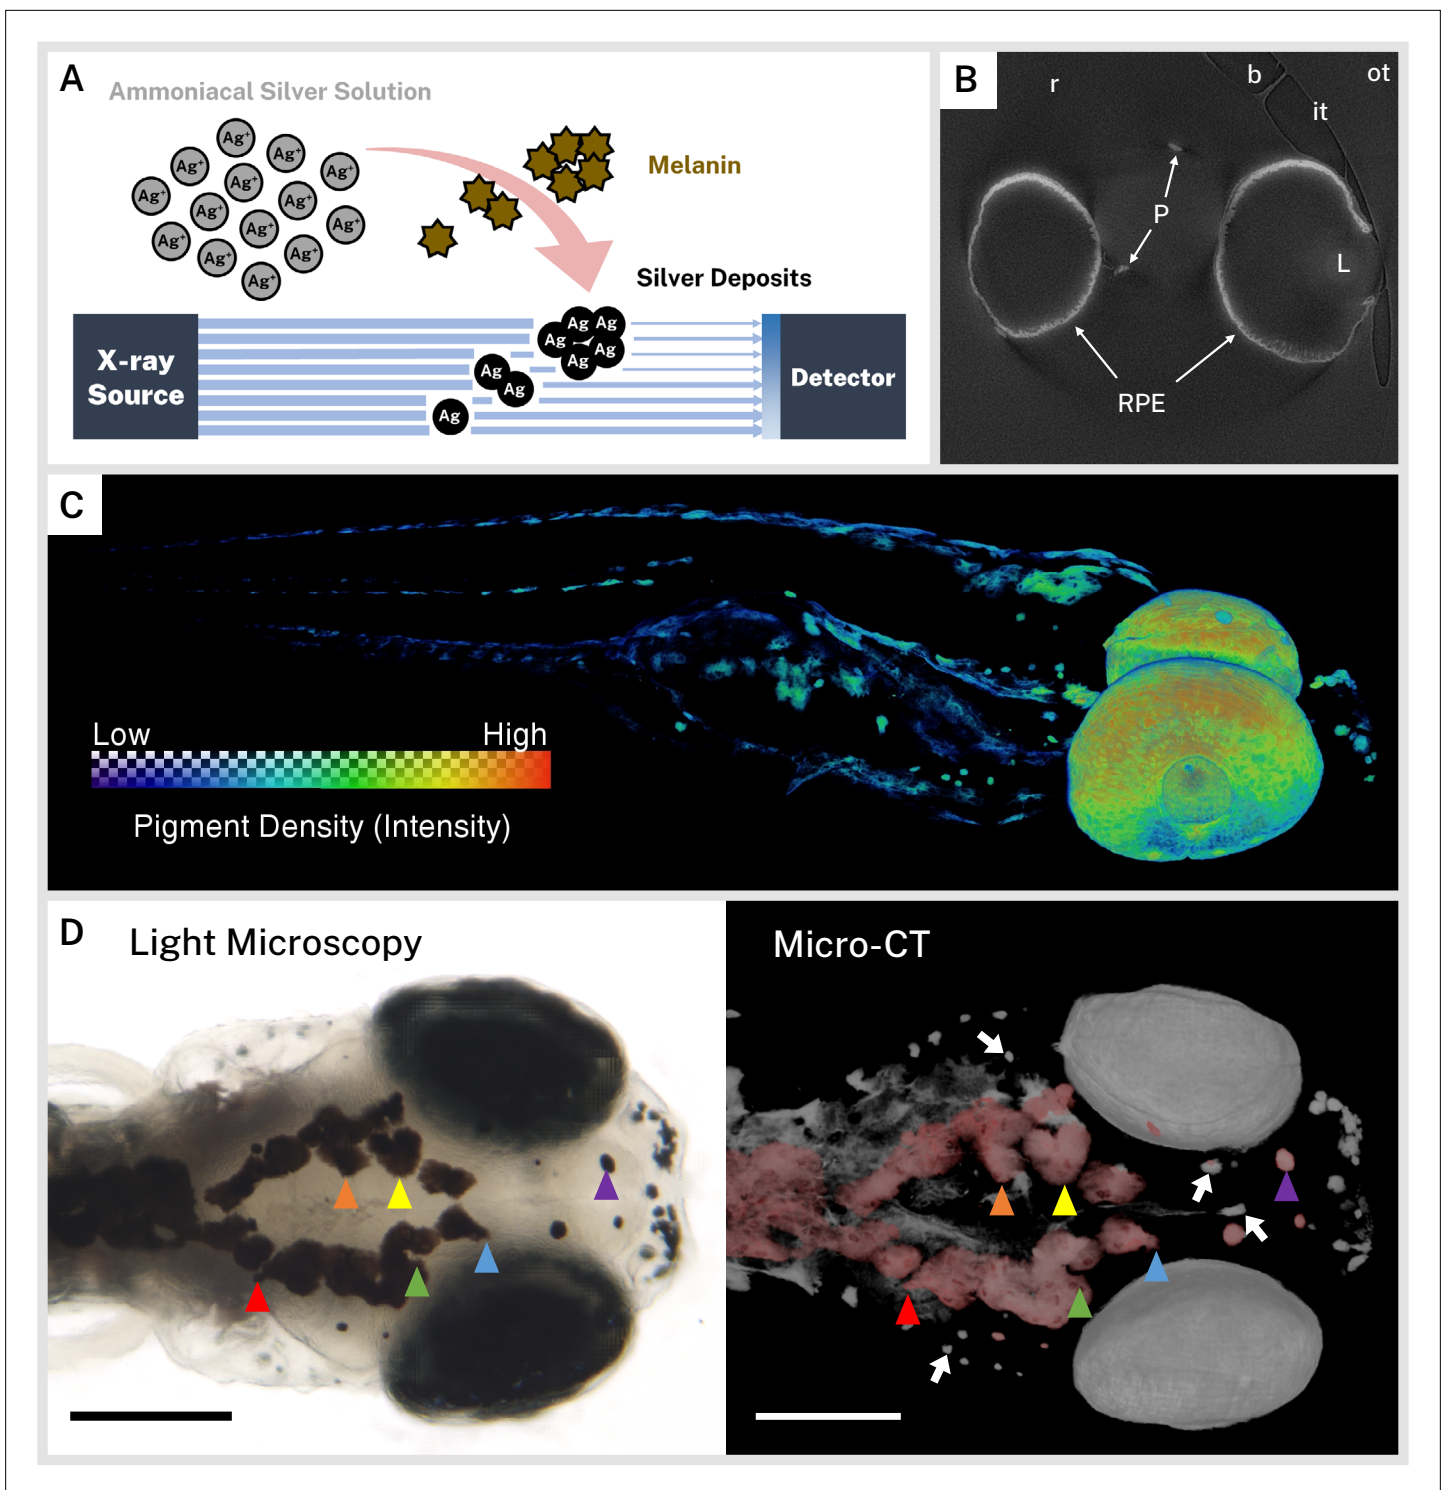 A
Ammoniacal Silver Solution
Ag⁺
Ag⁺
Ag⁺
Ag⁺
Ag⁺
Ag⁺
Ag⁺
Ag⁺
Ag⁺
Ag⁺
Ag⁺
Ag⁺
Ag⁺
Ag⁺
Melanin
Silver Deposits
X-ray
Source
Ag
Ag
Ag
Ag
Ag
Ag
Ag
Ag
Detector
B
r
b
ot
it
P
L
RPE
C
Low
High
Pigment Density (Intensity)
D
Light Microscopy
Micro-CT